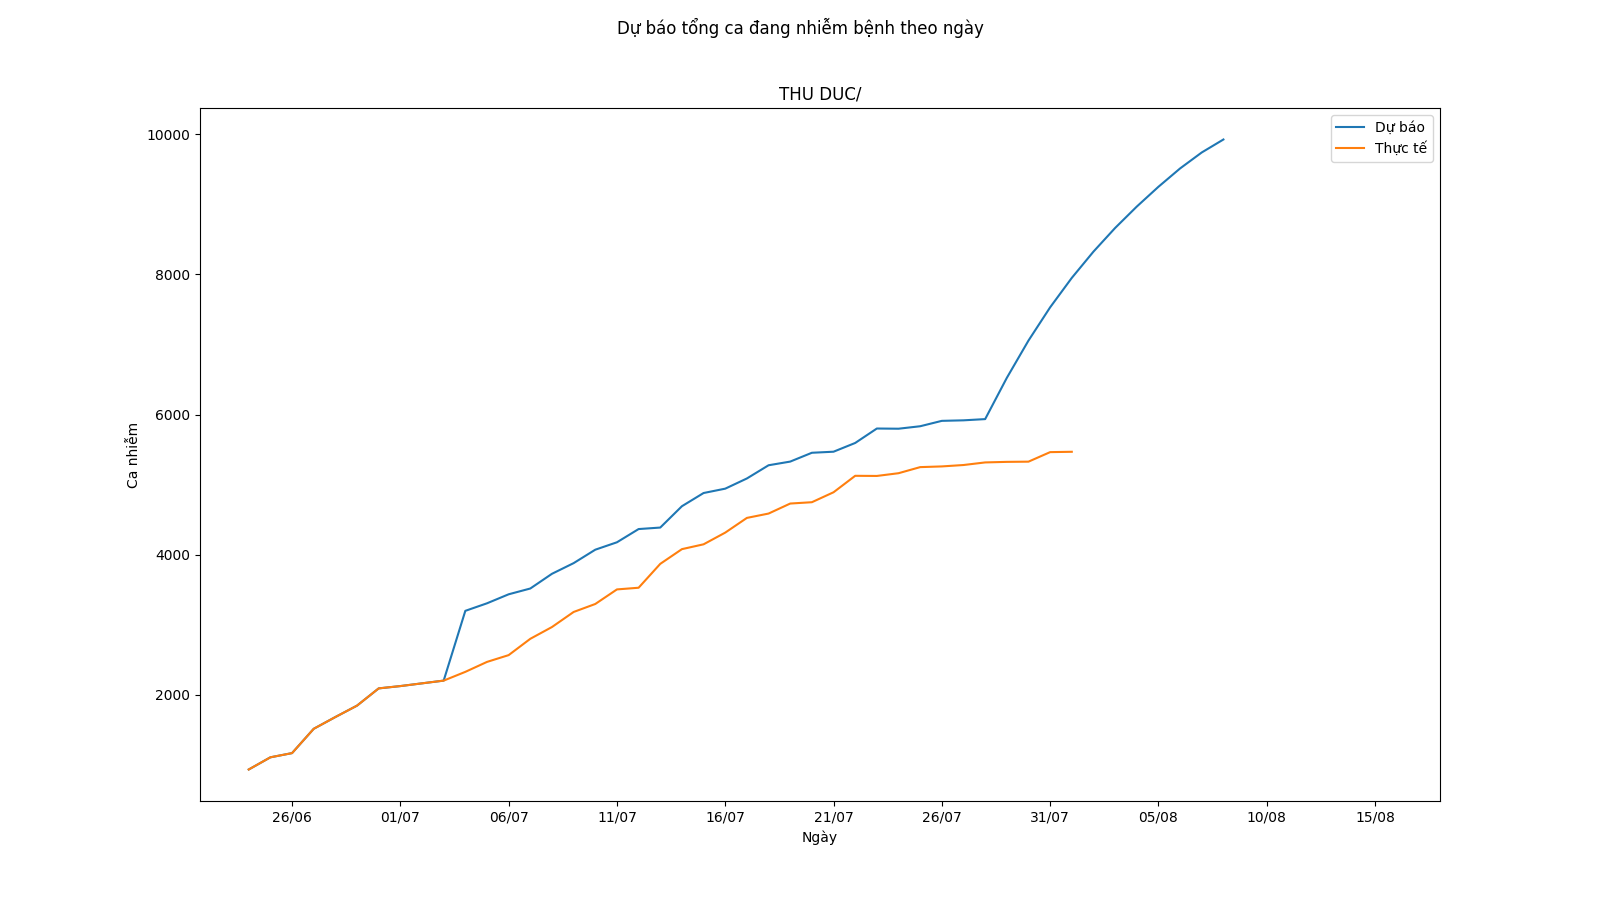 Dự báo tổng ca đang nhiễm bệnh theo ngày
THU DUC/
Dự báo
Thực tế
10000
8000
6000
4000
2000
Ca nhiễm
26/06
01/07
06/07
11/07
16/07
21/07
26/07
31/07
05/08
10/08
15/08
Ngày